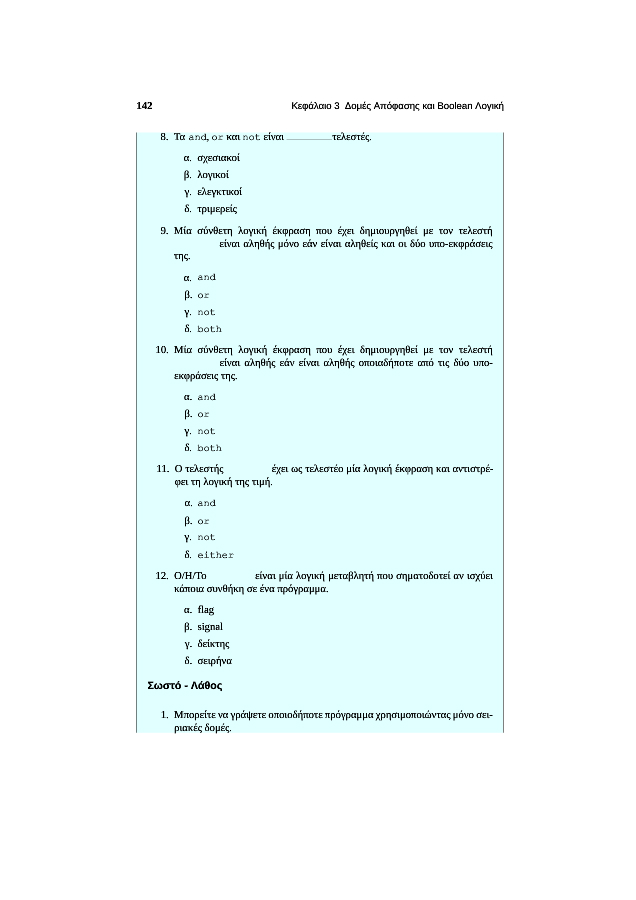 142 Κεφάλαιο 3 Δομές Απόφασης και Boolean Λογική
8. Τα and, or και not είναι ________ τελεστές.
α. σχεσιακοί
β. λογικοί
γ. ελεγκτικοί
δ. τριμερείς
9. Μία σύνθετη λογική έκφραση που έχει δημιουργηθεί με τον τελεστή
είναι αληθής μόνο εάν είναι αληθείς και οι δύο υπο-εκφράσεις
της.
α. and
β. or
γ. not
δ. both
10. Μία σύνθετη λογική έκφραση που έχει δημιουργηθεί με τον τελεστή
είναι αληθής εάν είναι αληθής οποιαδήποτε από τις δύο υπο-
εκφράσεις της.
α. and
β. or
γ. not
δ. both
11. Ο τελεστής έχει ως τελεστέο μία λογική έκφραση και αντιστρέ-
φει τη λογική της τιμή.
α. and
β. or
γ. not
δ. either
12. Ο/Η/Το είναι μία λογική μεταβλητή που σηματοδοτεί αν ισχύει
κάποια συνθήκη σε ένα πρόγραμμα.
α. flag
β. signal
γ. δείκτης
δ. σειρήνα
Σωστό - Λάθος
1. Μπορείτε να γράψετε οποιοδήποτε πρόγραμμα χρησιμοποιώντας μόνο σει-
ριακές δομές.